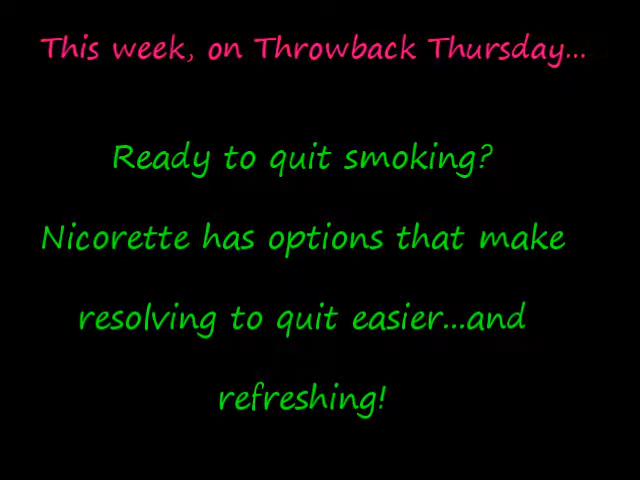 This week, on Throwback Thursday...
Ready to quit smoking?
Nicorette has options that make
resolving to quit easier...and
refreshing!